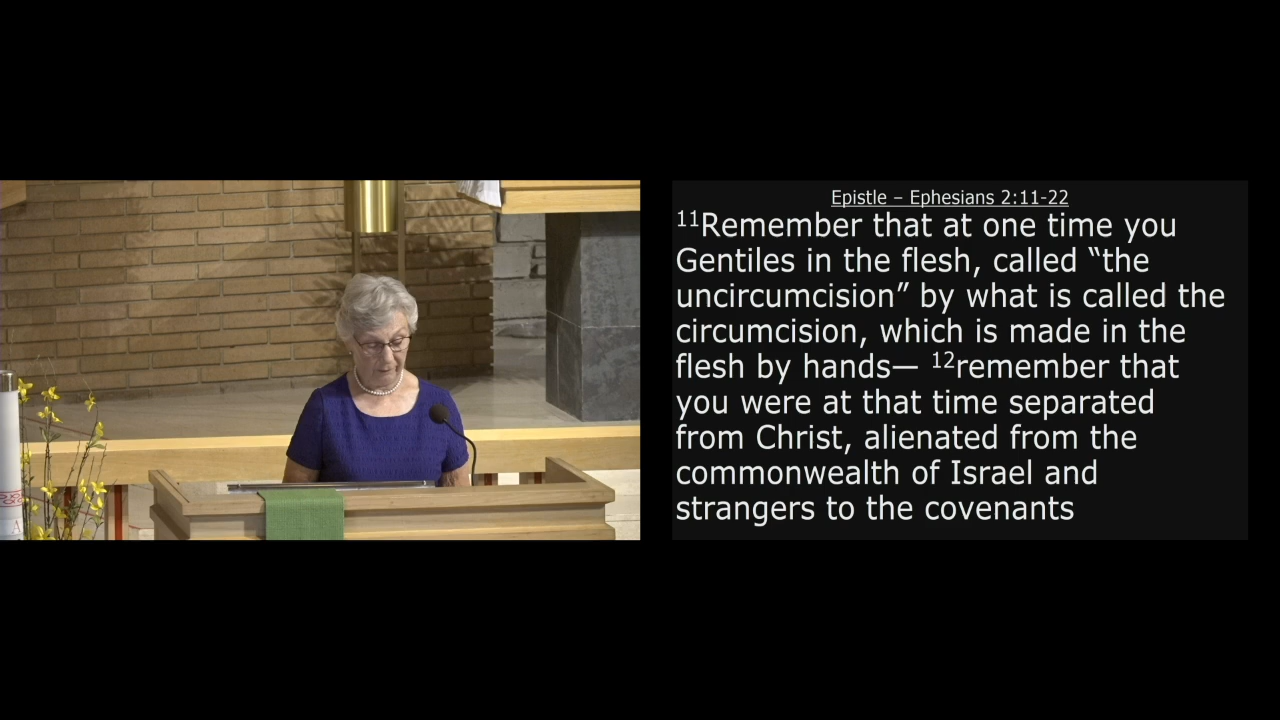 Epistle – Ephesians 2:11-22
11Remember that at one time you
Gentiles in the flesh, called “the
uncircumcision” by what is called the
circumcision, which is made in the
flesh by hands— 12remember that
you were at that time separated
from Christ, alienated from the
commonwealth of Israel and
strangers to the covenants